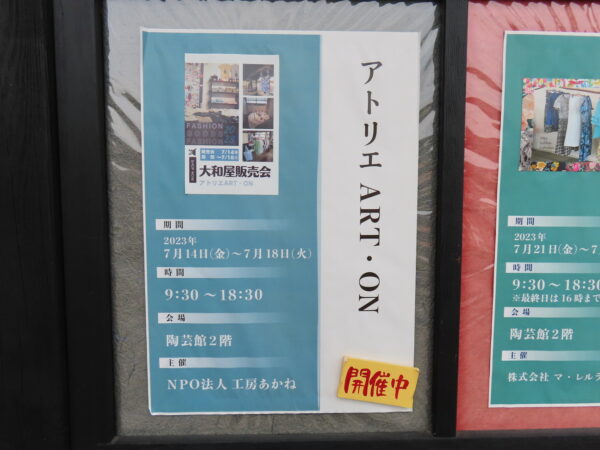 アトリエ ART・ON
FASHION
GOODS
大和屋販売会
アトリエART・ON
期間
2023年
7月14日(金)～7月18日(火)
時間
9:30～18:30
会場
陶芸館2階
主催
NPO法人 工房あかね
開催中
期間
2023年
7月21日(金)～7
時間
9:30～18:
※最終日は16時まで
会場
陶芸館2階
主催
株式会社 マ・レルラ